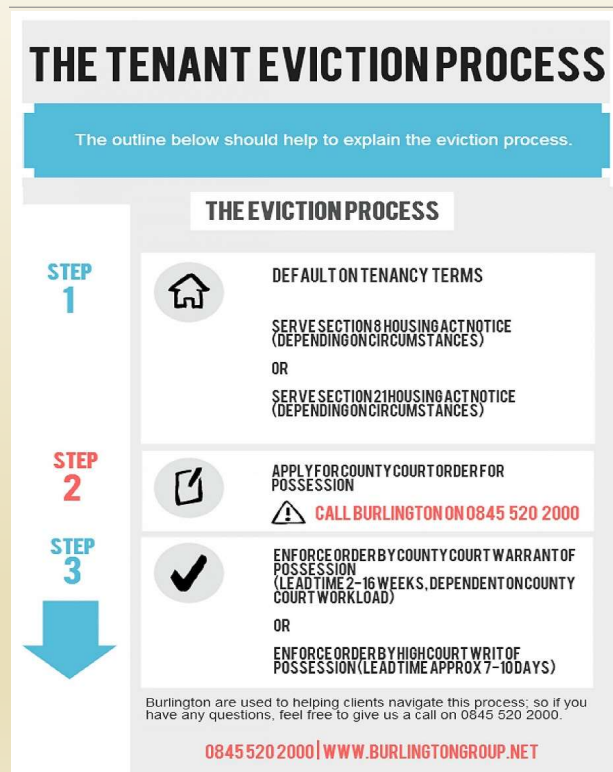 THE TENANT EVICTION PROCESS
The outline below should help to explain the eviction process.
THE EVICTION PROCESS
STEP
1
DEFAULT ON TENANCY TERMS
SERVE SECTION 8 HOUSING ACT NOTICE
(DEPENDING ON CIRCUMSTANCES)
OR
SERVE SECTION 21 HOUSING ACT NOTICE
(DEPENDING ON CIRCUMSTANCES)
STEP
2
APPLY FOR COUNTY COURT ORDER FOR
POSSESSION
CALL BURLINGTON ON 0845 520 2000
STEP
3
ENFORCE ORDER BY COUNTY COURT WARRANT OF
POSSESSION
(LEAD TIME 2-16 WEEKS, DEPENDENT ON COUNTY
COURT WORKLOAD)
OR
ENFORCE ORDER BY HIGH COURT WRIT OF
POSSESSION (LEAD TIME APPROX 7-10 DAYS)
Burlington are used to helping clients navigate this process; so if you
have any questions, feel free to give us a call on 0845 520 2000.
0845 520 2000 | WWW.BURLINGTONGROUP.NET